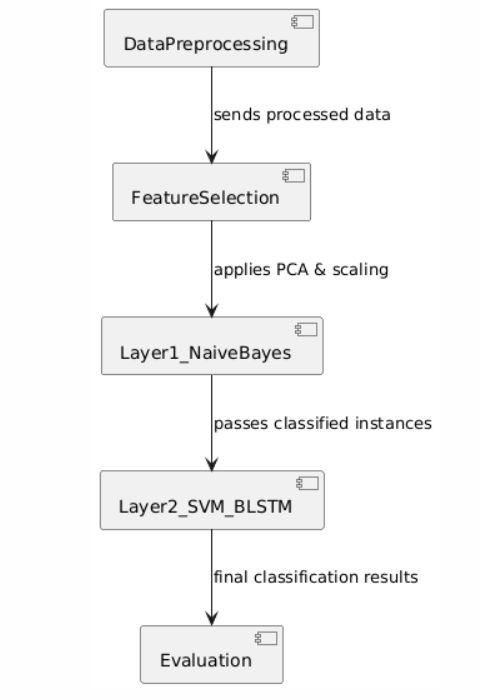 DataPreprocessing
sends processed data
FeatureSelection
applies PCA & scaling
Layer1_NaiveBayes
passes classified instances
Layer2_SVM_BLSTM
final classification results
Evaluation